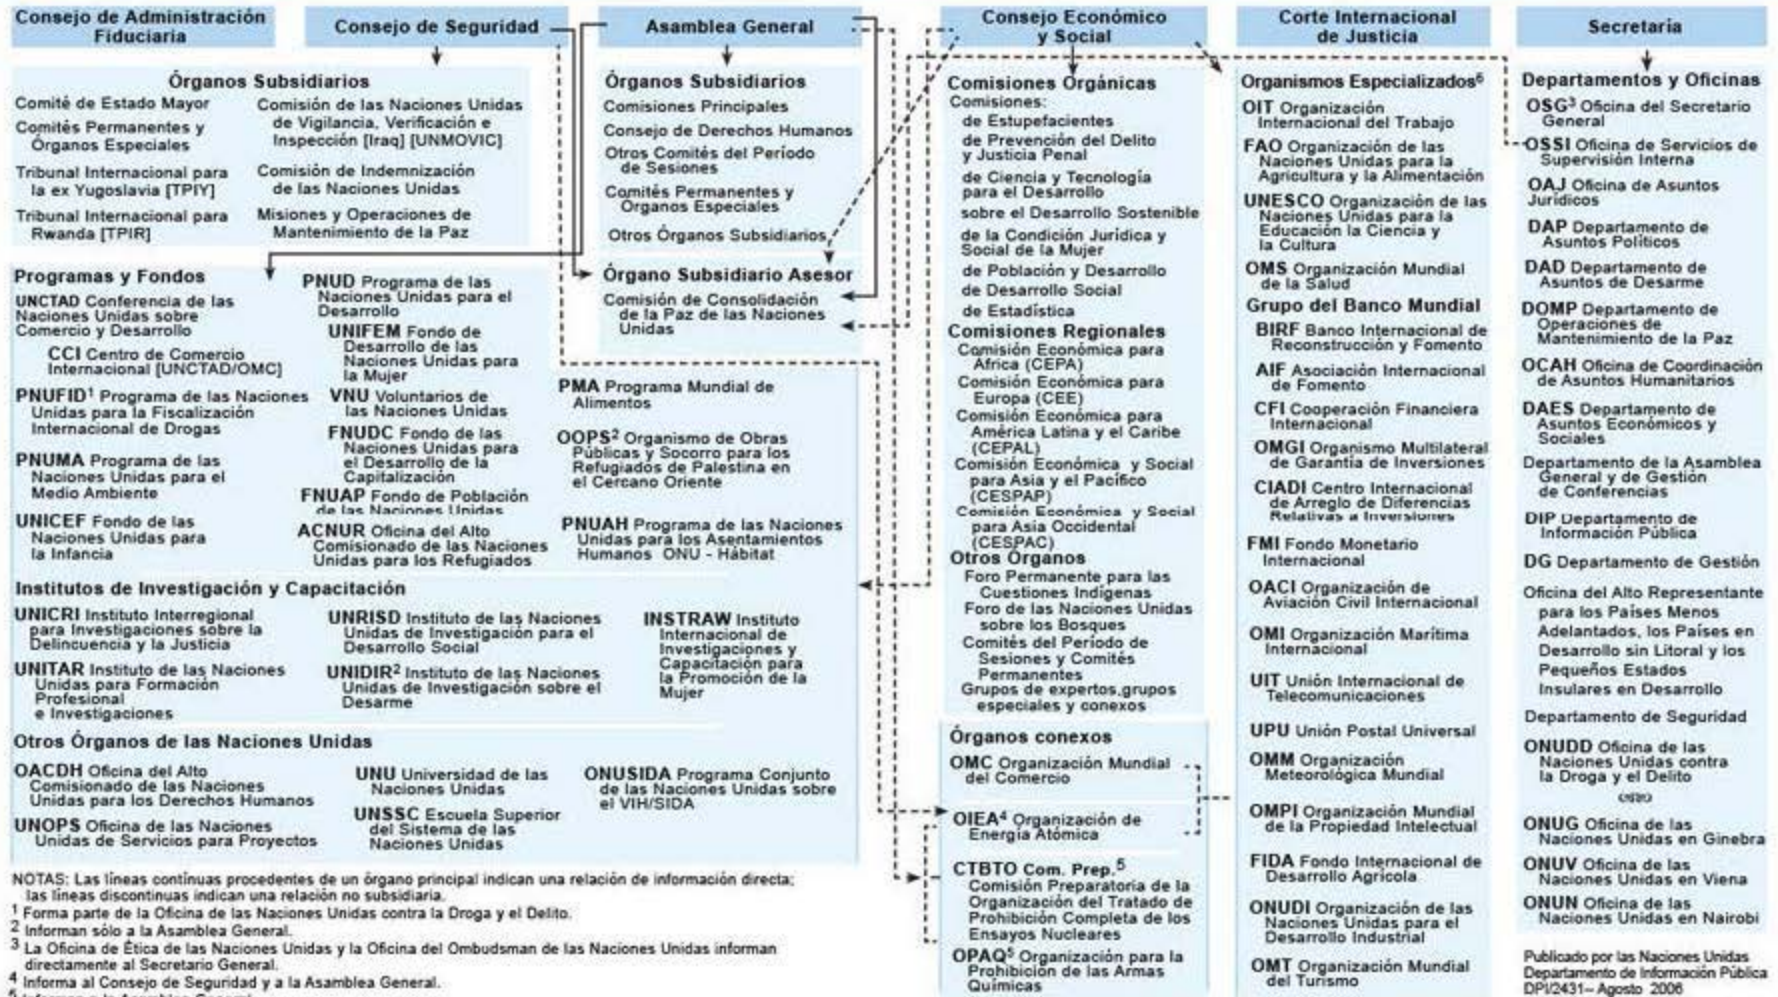 Consejo de Administración
Fiduciaria
Consejo de Seguridad
Asamblea General
Consejo Económico
y Social
Corte Internacional
de Justicia
Secretaría
Órganos Subsidiarios
Comité de Estado Mayor
Comités Permanentes y
Órganos Especiales
Tribunal Internacional para
la ex Yugoslavia [TPIY]
Tribunal Internacional para
Rwanda [TPIR]
Comisión de las Naciones Unidas
de Vigilancia, Verificación e
Inspección [Iraq] [UNMOVIC]
Comisión de Indemnización
de las Naciones Unidas
Misiones y Operaciones de
Mantenimiento de la Paz
Órganos Subsidiarios
Comisiones Principales
Consejo de Derechos Humanos
Otros Comités del Período
de Sesiones
Comités Permanentes y
Órganos Especiales
Otros Órganos Subsidiarios
Órgano Subsidiario Asesor
Comisión de Consolidación
de la Paz de las Naciones
Unidas
Programas y Fondos
UNCTAD Conferencia de las
Naciones Unidas sobre
Comercio y Desarrollo
CCI Centro de Comercio
Internacional [UNCTAD/OMC]
PNUFID¹ Programa de las Naciones
Unidas para la Fiscalización
Internacional de Drogas
PNUMA Programa de las
Naciones Unidas para el
Medio Ambiente
UNICEF Fondo de las
Naciones Unidas para
la Infancia
PNUD Programa de las
Naciones Unidas para el
Desarrollo
UNIFEM Fondo de
Desarrollo de las
Naciones Unidas para
la Mujer
VNU Voluntarios de
las Naciones Unidas
FNUDC Fondo de las
Naciones Unidas para
el Desarrollo de la
Capitalización
FNUAP Fondo de Población
de las Naciones Unidas
ACNUR Oficina del Alto
Comisionado de las Naciones
Unidas para los Refugiados
PMA Programa Mundial de
Alimentos
OOPS² Organismo de Obras
Públicas y Socorro para los
Refugiados de Palestina en
el Cercano Oriente
PNUAH Programa de las Naciones
Unidas para los Asentamientos
Humanos ONU - Hábitat
Institutos de Investigación y Capacitación
UNICRI Instituto Interregional
para Investigaciones sobre la
Delincuencia y la Justicia
UNITAR Instituto de las Naciones
Unidas para Formación
Profesional
e Investigaciones
UNRISD Instituto de las Naciones
Unidas de Investigación para el
Desarrollo Social
UNIDIR² Instituto de las Naciones
Unidas de Investigación sobre el
Desarme
INSTRAW Instituto
Internacional de
Investigaciones y
Capacitación para
la Promoción de la
Mujer
Otros Órganos de las Naciones Unidas
OACDH Oficina del Alto
Comisionado de las Naciones
Unidas para los Derechos Humanos
UNOPS Oficina de las Naciones
Unidas de Servicios para Proyectos
UNU Universidad de las
Naciones Unidas
UNSSC Escuela Superior
del Sistema de las
Naciones Unidas
ONUSIDA Programa Conjunto
de las Naciones Unidas sobre
el VIH/SIDA
Comisiones Orgánicas
Comisiones:
de Estupefacientes
de Prevención del Delito
y Justicia Penal
de Ciencia y Tecnología
para el Desarrollo
sobre el Desarrollo Sostenible
de la Condición Jurídica y
Social de la Mujer
de Población y Desarrollo
de Desarrollo Social
de Estadística
Comisiones Regionales
Comisión Económica para
África (CEPA)
Comisión Económica para
Europa (CEE)
Comisión Económica para
América Latina y el Caribe
(CEPAL)
Comisión Económica y Social
para Asia y el Pacífico
(CESPAP)
Comisión Económica y Social
para Asia Occidental
(CESPAC)
Otros Órganos
Foro Permanente para las
Cuestiones Indígenas
Foro de las Naciones Unidas
sobre los Bosques
Comités del Período de
Sesiones y Comités
Permanentes
Grupos de expertos,grupos
especiales y conexos
Órganos conexos
OMC Organización Mundial
del Comercio
OIEA⁴ Organización de
Energía Atómica
CTBTO Com. Prep.⁵
Comisión Preparatoria de la
Organización del Tratado de
Prohibición Completa de los
Ensayos Nucleares
OPAQ⁵ Organización para la
Prohibición de las Armas
Químicas
Organismos Especializados⁶
OIT Organización
Internacional del Trabajo
FAO Organización de las
Naciones Unidas para la
Agricultura y la Alimentación
UNESCO Organización de las
Naciones Unidas para la
Educación la Ciencia y
la Cultura
OMS Organización Mundial
de la Salud
Grupo del Banco Mundial
BIRF Banco Internacional de
Reconstrucción y Fomento
AIF Asociación Internacional
de Fomento
CFI Cooperación Financiera
Internacional
OMGI Organismo Multilateral
de Garantía de Inversiones
CIADI Centro Internacional
de Arreglo de Diferencias
Relativas a Inversiones
FMI Fondo Monetario
Internacional
OACI Organización de
Aviación Civil Internacional
OMI Organización Marítima
Internacional
UIT Unión Internacional de
Telecomunicaciones
UPU Unión Postal Universal
OMM Organización
Meteorológica Mundial
OMPI Organización Mundial
de la Propiedad Intelectual
FIDA Fondo Internacional de
Desarrollo Agrícola
ONUDI Organización de las
Naciones Unidas para el
Desarrollo Industrial
OMT Organización Mundial
del Turismo
Departamentos y Oficinas
OSG³ Oficina del Secretario
General
OSSI Oficina de Servicios de
Supervisión Interna
OAJ Oficina de Asuntos
Jurídicos
DAP Departamento de
Asuntos Políticos
DAD Departamento de
Asuntos de Desarme
DOMP Departamento de
Operaciones de
Mantenimiento de la Paz
OCAH Oficina de Coordinación
de Asuntos Humanitarios
DAES Departamento de
Asuntos Económicos y
Sociales
Departamento de la Asamblea
General y de Gestión
de Conferencias
DIP Departamento de
Información Pública
DG Departamento de Gestión
Oficina del Alto Representante
para los Países Menos
Adelantados, los Países en
Desarrollo sin Litoral y los
Pequeños Estados
Insulares en Desarrollo
Departamento de Seguridad
ONUDD Oficina de las
Naciones Unidas contra
la Droga y el Delito
ONUG Oficina de las
Naciones Unidas en Ginebra
ONUV Oficina de las
Naciones Unidas en Viena
ONUN Oficina de las
Naciones Unidas en Nairobi
NOTAS: Las líneas contínuas procedentes de un órgano principal indican una relación de información directa;
las líneas discontinuas indican una relación no subsidiaria.
¹ Forma parte de la Oficina de las Naciones Unidas contra la Droga y el Delito.
² Informan sólo a la Asamblea General.
³ La Oficina de Ética de las Naciones Unidas y la Oficina del Ombudsman de las Naciones Unidas informan
directamente al Secretario General.
⁴ Informa al Consejo de Seguridad y a la Asamblea General.
Publicado por las Naciones Unidas
Departamento de Información Pública
DPI/2431– Agosto 2006